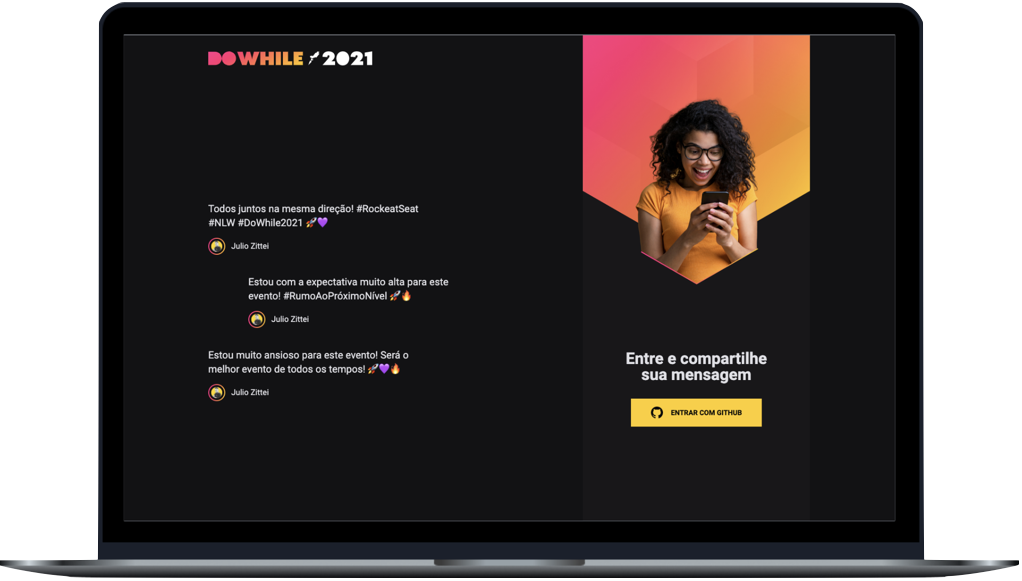 DOWHILE 2021
Todos juntos na mesma direção! #RockeatSeat
#NLW #DoWhile2021 🚀💜
Julio Zittei
Estou com a expectativa muito alta para este
evento! #RumoAoPróximoNível 🚀🔥
Julio Zittei
Estou muito ansioso para este evento! Será o
melhor evento de todos os tempos! 🚀💜🔥
Julio Zittei
Entre e compartilhe
sua mensagem
ENTRAR COM GITHUB